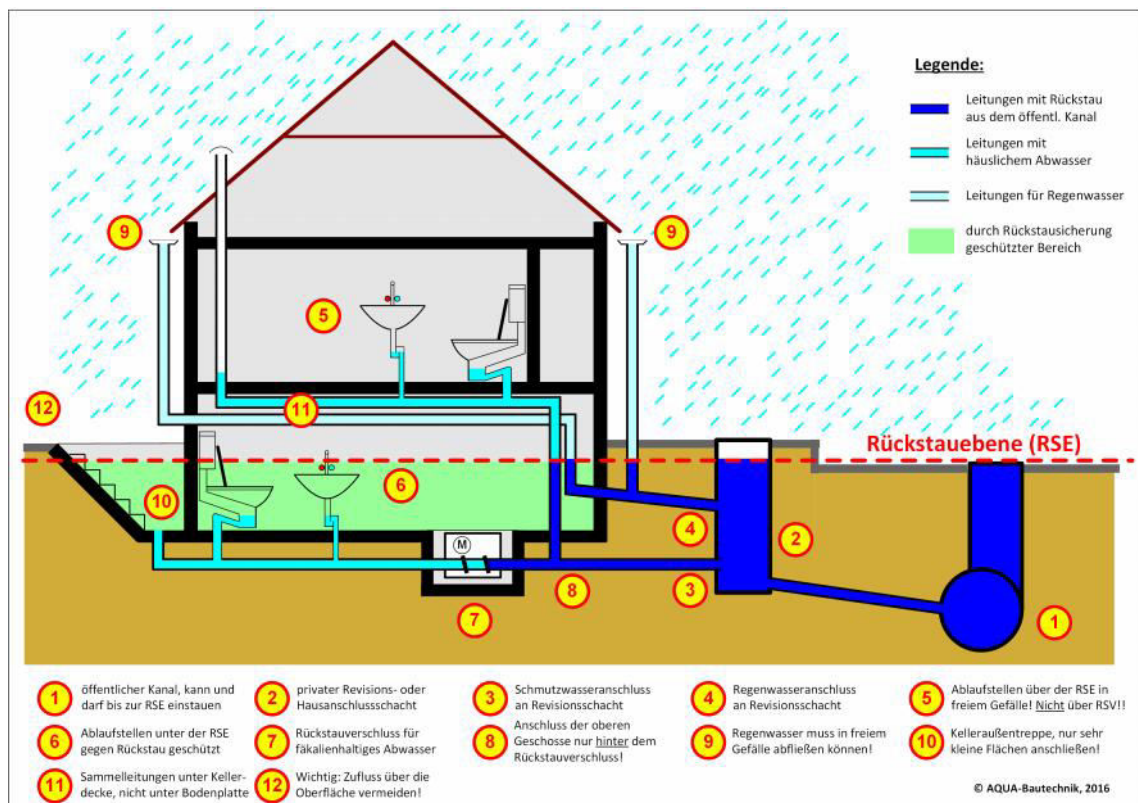 Legende:
Leitungen mit Rückstau
aus dem öffentl. Kanal
Leitungen mit
häuslichem Abwasser
Leitungen für Regenwasser
durch Rückstausicherung
geschützter Bereich
9
9
5
12
11
Rückstauebene (RSE)
6
10
4
2
M
3
8
7
1
1
öffentlicher Kanal, kann und
darf bis zur RSE einstauen
2
privater Revisions- oder
Hausanschlussschacht
3
Schmutzwasseranschluss
an Revisionsschacht
4
Regenwasseranschluss
an Revisionsschacht
5
Ablaufstellen über der RSE in
freiem Gefälle! Nicht über RSV!!
6
Ablaufstellen unter der RSE
gegen Rückstau geschützt
7
Rückstauverschluss für
fäkalienhaltiges Abwasser
8
Anschluss der oberen
Geschosse nur hinter dem
Rückstauverschluss!
9
Regenwasser muss in freiem
Gefälle abfließen können!
10
Kelleraußentreppe, nur sehr
kleine Flächen anschließen!
11
Sammelleitungen unter Keller-
decke, nicht unter Bodenplatte
12
Wichtig: Zufluss über die
Oberfläche vermeiden!
© AQUA-Bautechnik, 2016